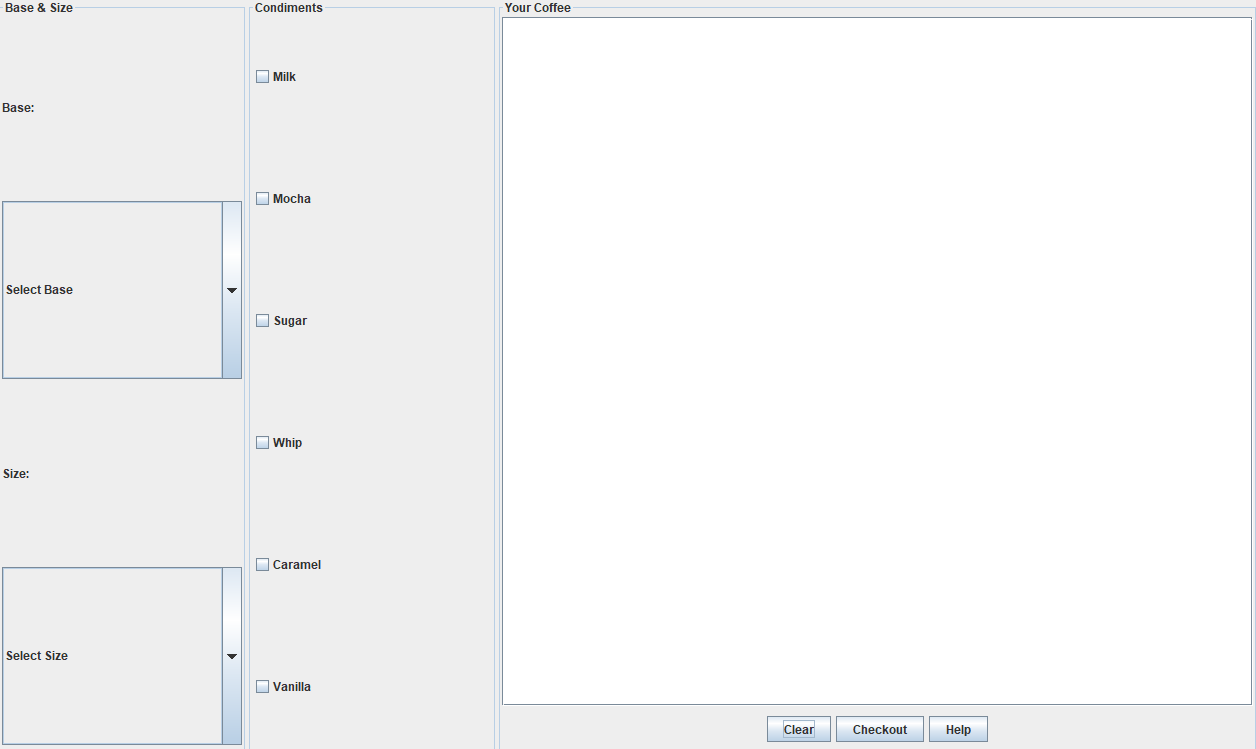 Base & Size
Base:
Select Base
Size:
Select Size
Condiments
Milk
Mocha
Sugar
Whip
Caramel
Vanilla
Your Coffee
Clear
Checkout
Help